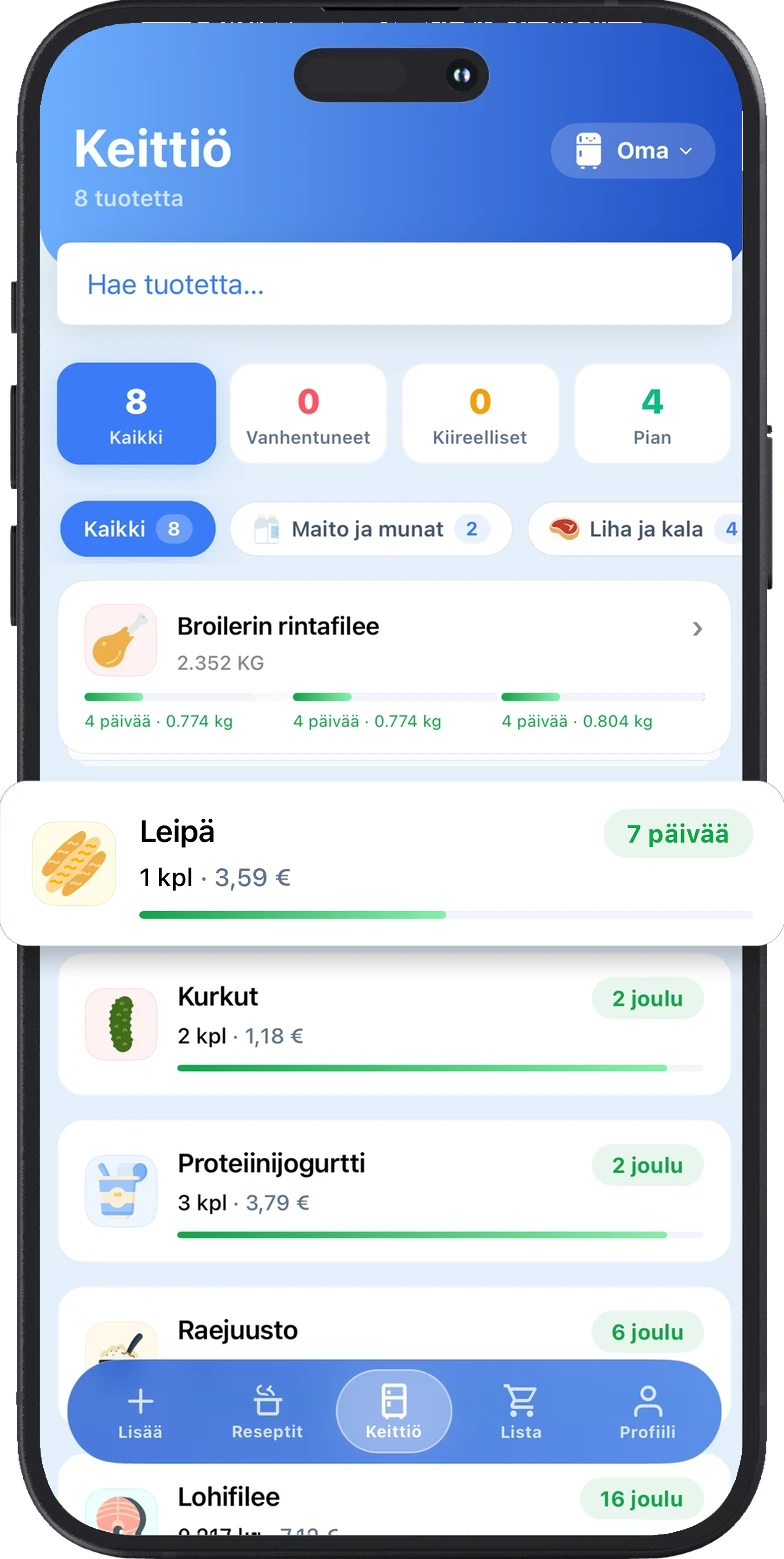 Keittiö
Oma
8 tuotetta
Hae tuotetta...
8 0 0 4
Kaikki Vanhentuneet Kiireelliset Pian
Kaikki 8 Maito ja munat 2 Liha ja kala 4
Broilerin rintafilee
2.352 KG
4 päivää · 0.774 kg 4 päivää · 0.774 kg 4 päivää · 0.804 kg
Leipä 7 päivää
1 kpl · 3,59 €
Kurkut 2 joulu
2 kpl · 1,18 €
Proteiinijogurtti 2 joulu
3 kpl · 3,79 €
Raejuusto 6 joulu
Lisää Reseptit Keittiö Lista Profiili
Lohifilee 16 joulu